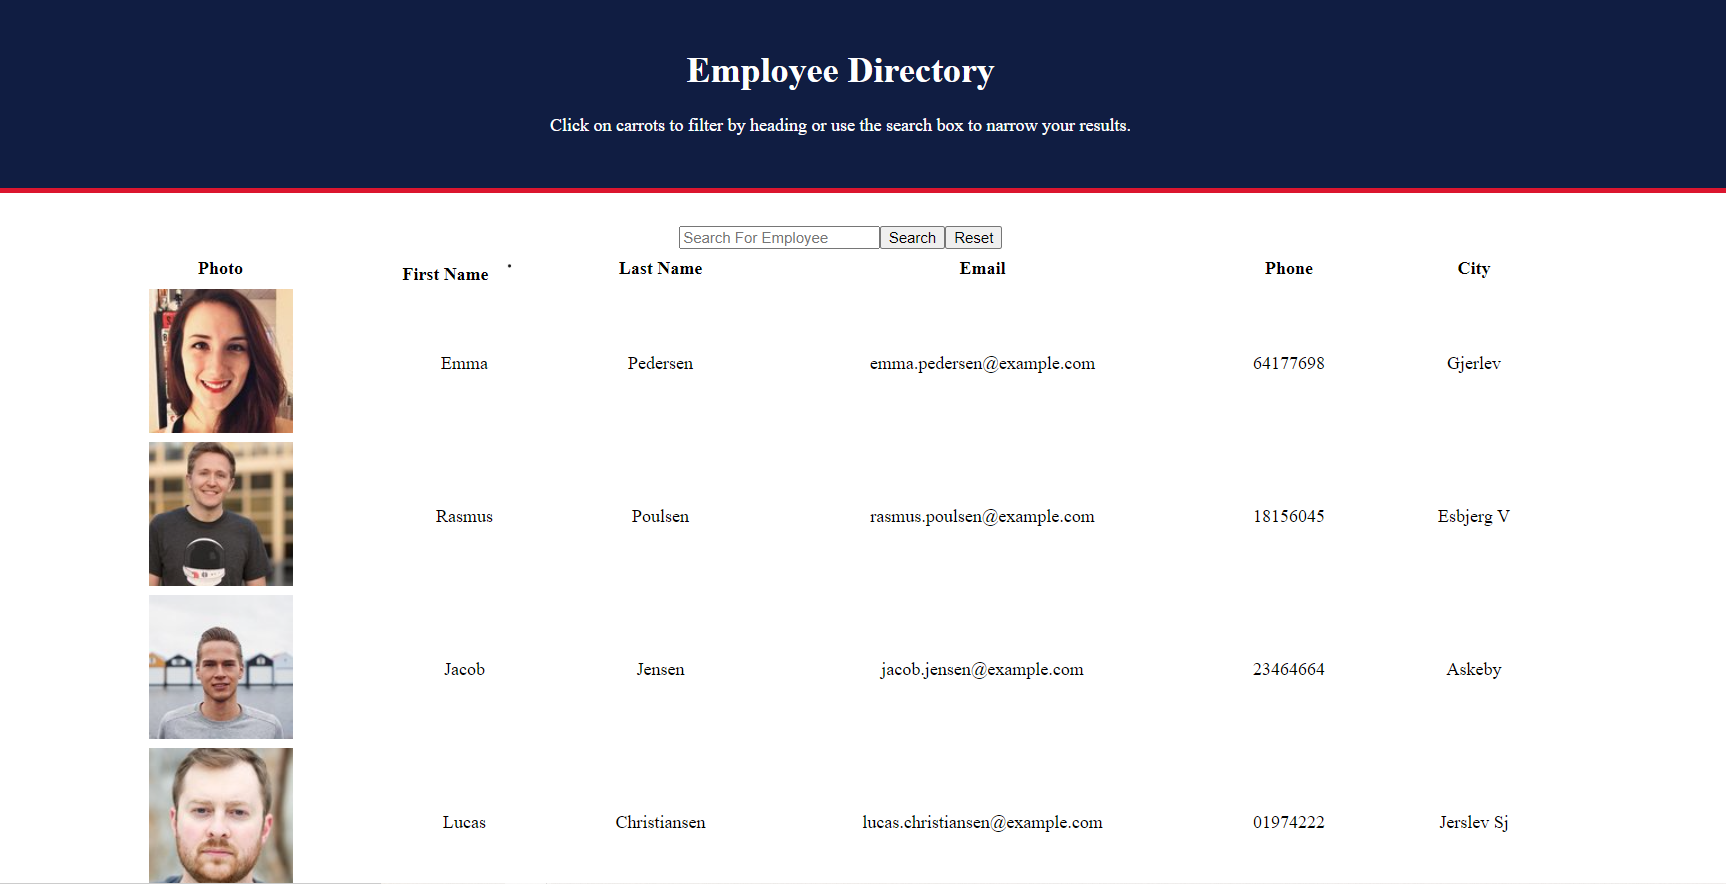 Employee Directory
Click on carrots to filter by heading or use the search box to narrow your results.
Search For Employee Search Reset
Photo First Name Last Name Email Phone City
Emma Pedersen emma.pedersen@example.com 64177698 Gjerlev
Rasmus Poulsen rasmus.poulsen@example.com 18156045 Esbjerg V
Jacob Jensen jacob.jensen@example.com 23464664 Askeby
Lucas Christiansen lucas.christiansen@example.com 01974222 Jerslev Sj